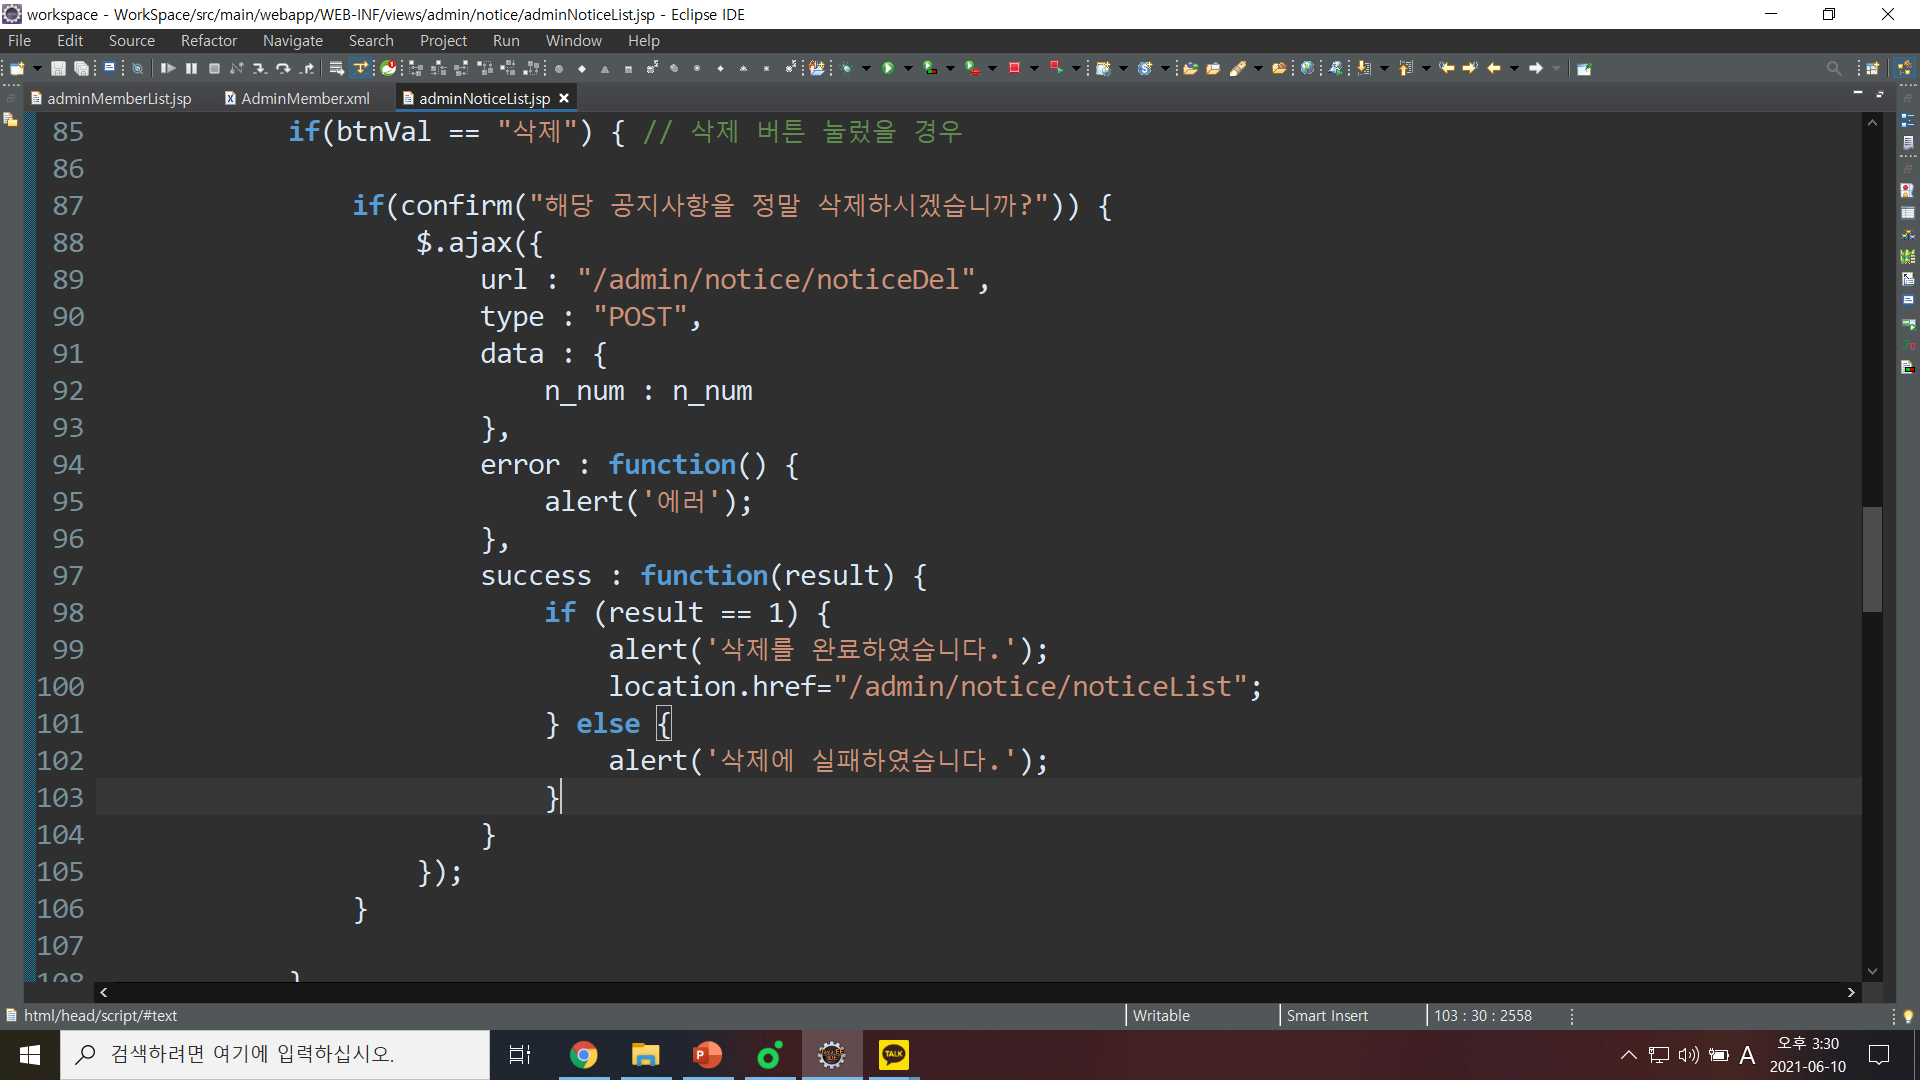 workspace - WorkSpace/src/main/webapp/WEB-INF/views/admin/notice/adminNoticeList.jsp - Eclipse IDE
File Edit Source Refactor Navigate Search Project Run Window Help
adminMemberList.jsp AdminMember.xml adminNoticeList.jsp
85 if(btnVal == "삭제") { // 삭제 버튼 눌렀을 경우
86
87 if(confirm("해당 공지사항을 정말 삭제하시겠습니까?")) {
88 $.ajax({
89 url : "/admin/notice/noticeDel",
90 type : "POST",
91 data : {
92 n_num : n_num
93 },
94 error : function() {
95 alert('에러');
96 },
97 success : function(result) {
98 if (result == 1) {
99 alert('삭제를 완료하였습니다.');
100 location.href="/admin/notice/noticeList";
101 } else {
102 alert('삭제에 실패하였습니다.');
103 }
104 }
105 });
106 }
107
108 }
html/head/script/#text Writable Smart Insert 103 : 30 : 2558
검색하려면 여기에 입력하십시오. TALK A 오후 3:30
2021-06-10